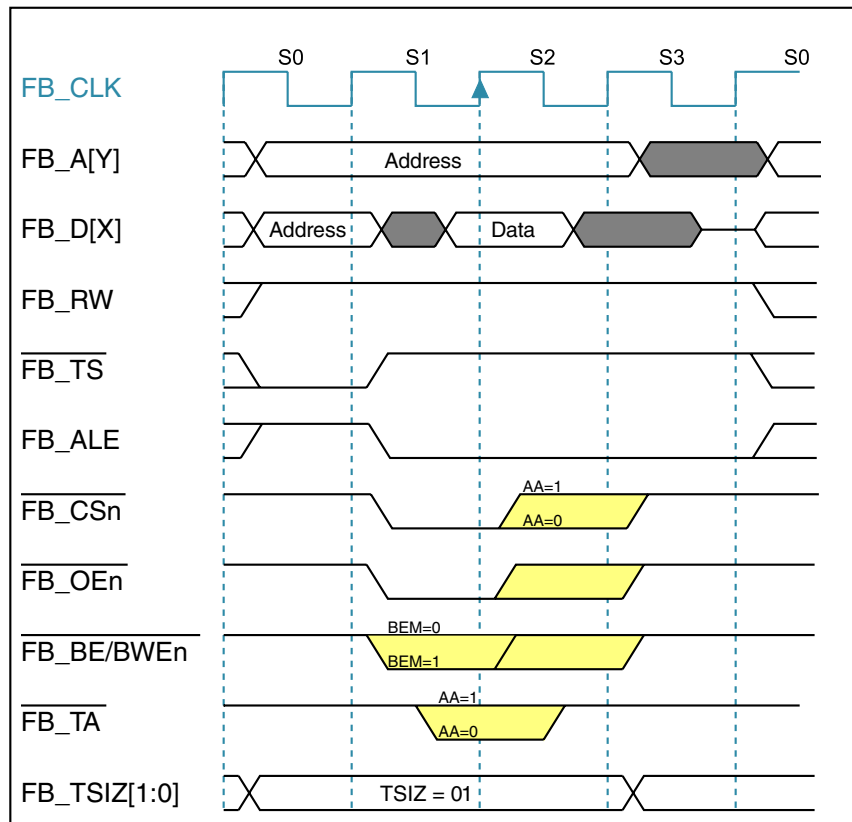 S0 S1 S2 S3 S0
FB_CLK
FB_A[Y] Address
FB_D[X] Address Data
FB_RW
FB_TS
FB_ALE
AA=1
FB_CSn AA=0
FB_OEn
BEM=0
FB_BE/BWEn BEM=1
AA=1
FB_TA AA=0
FB_TSIZ[1:0] TSIZ = 01